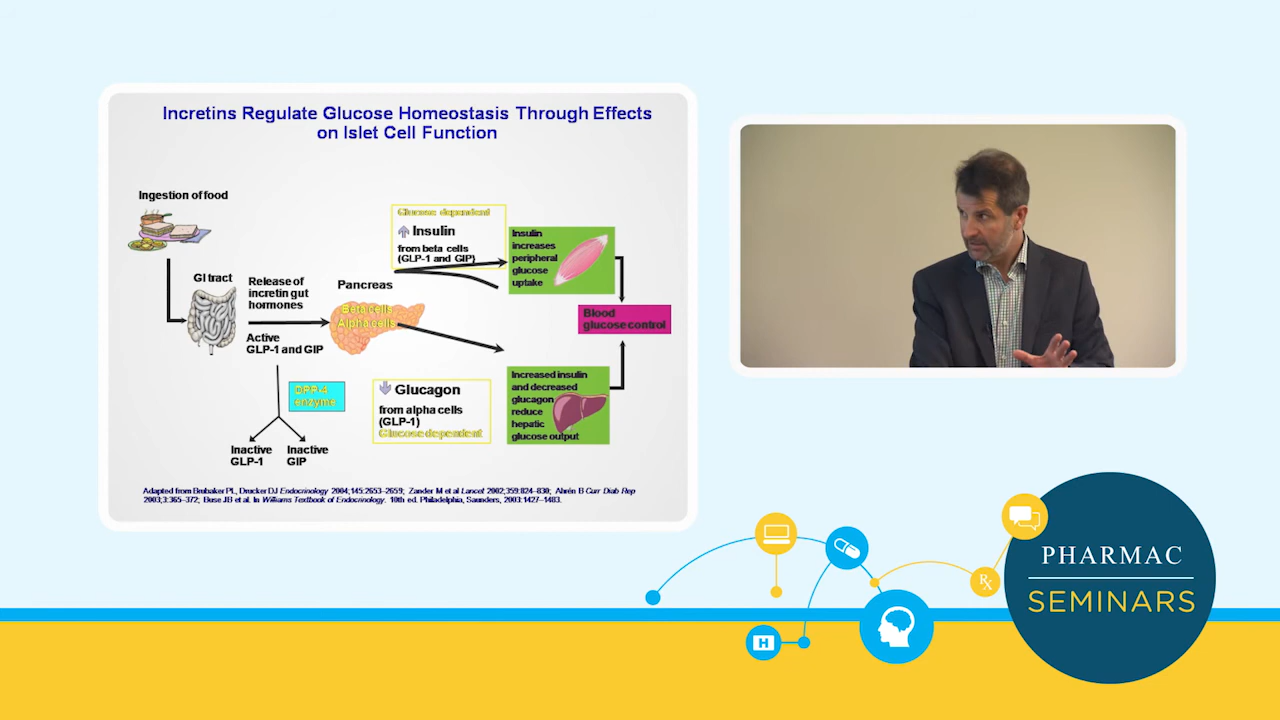 Incretins Regulate Glucose Homeostasis Through Effects
on Islet Cell Function
Ingestion of food
GI tract
Release of
incretin gut
hormones
Active
GLP-1 and GIP
DPP-4
enzyme
Inactive
GLP-1
Inactive
GIP
Pancreas
Beta cells
Alpha cells
Glucose dependent
Insulin
from beta cells
(GLP-1 and GIP)
Glucagon
from alpha cells
(GLP-1)
Glucose dependent
Insulin
increases
peripheral
glucose
uptake
Increased insulin
and decreased
glucagon
reduce
hepatic
glucose output
Blood
glucose control
Adapted from Brubaker PL, Drucker DJ Endocrinology 2004;145:2653–2659; Zander M et al Lancet 2002;359:824–830; Ahrén B Curr Diab Rep
2003;3:365–372; Buse JB et al. In Williams Textbook of Endocrinology. 10th ed. Philadelphia, Saunders, 2003:1427–1483.
H
Rx
PHARMAC
SEMINARS